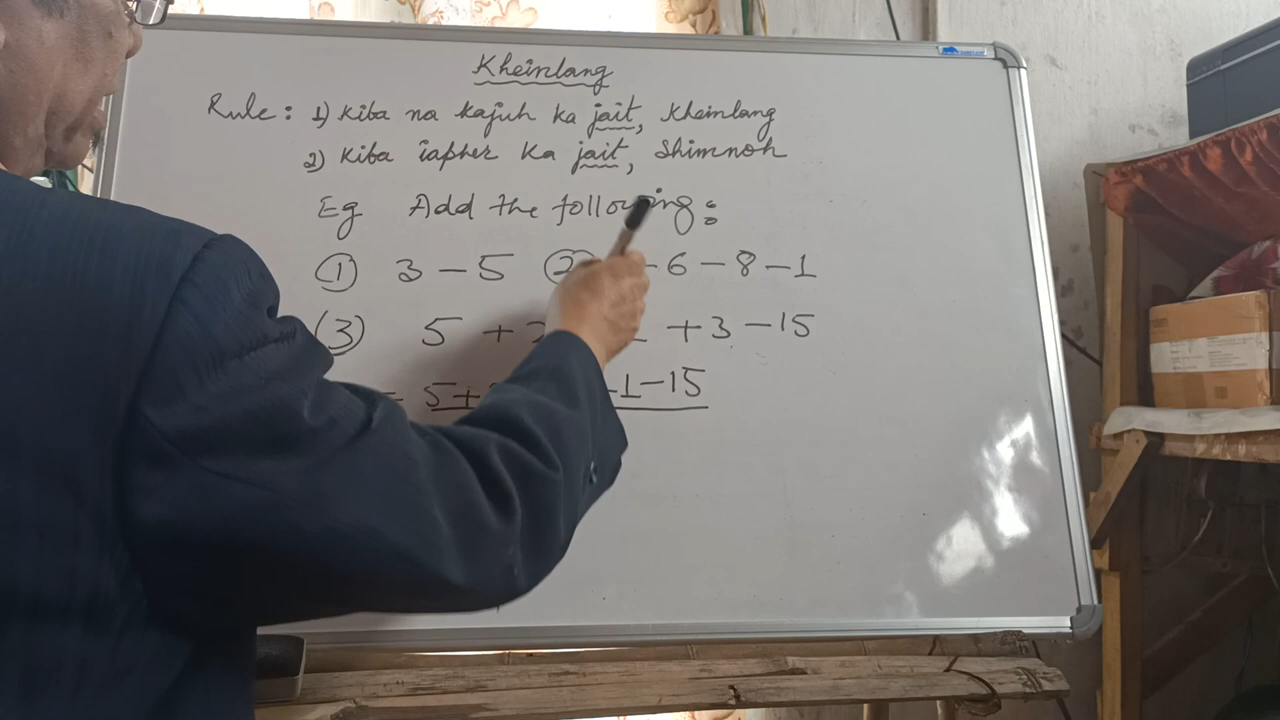 Kheinlang
Rule: 1) Kiba na kajuh ka jait, Kheinlang
2) Kiba ïapher ka jait, Shimnoh
Eg Add the following:
① 3 - 5 ② - 6 - 8 - 1
(3) 5 + + 3 - 15
= 5 + - 1 - 15